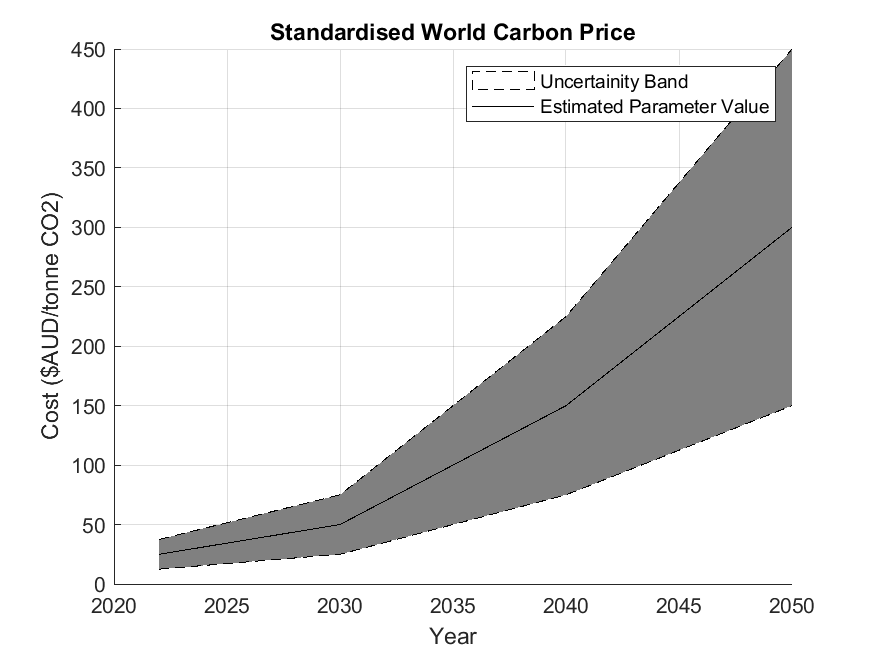 Standardised World Carbon Price
Uncertainity Band
Estimated Parameter Value
Cost ($AUD/tonne CO2)
450
400
350
300
250
200
150
100
50
0
2020 2025 2030 2035 2040 2045 2050
Year